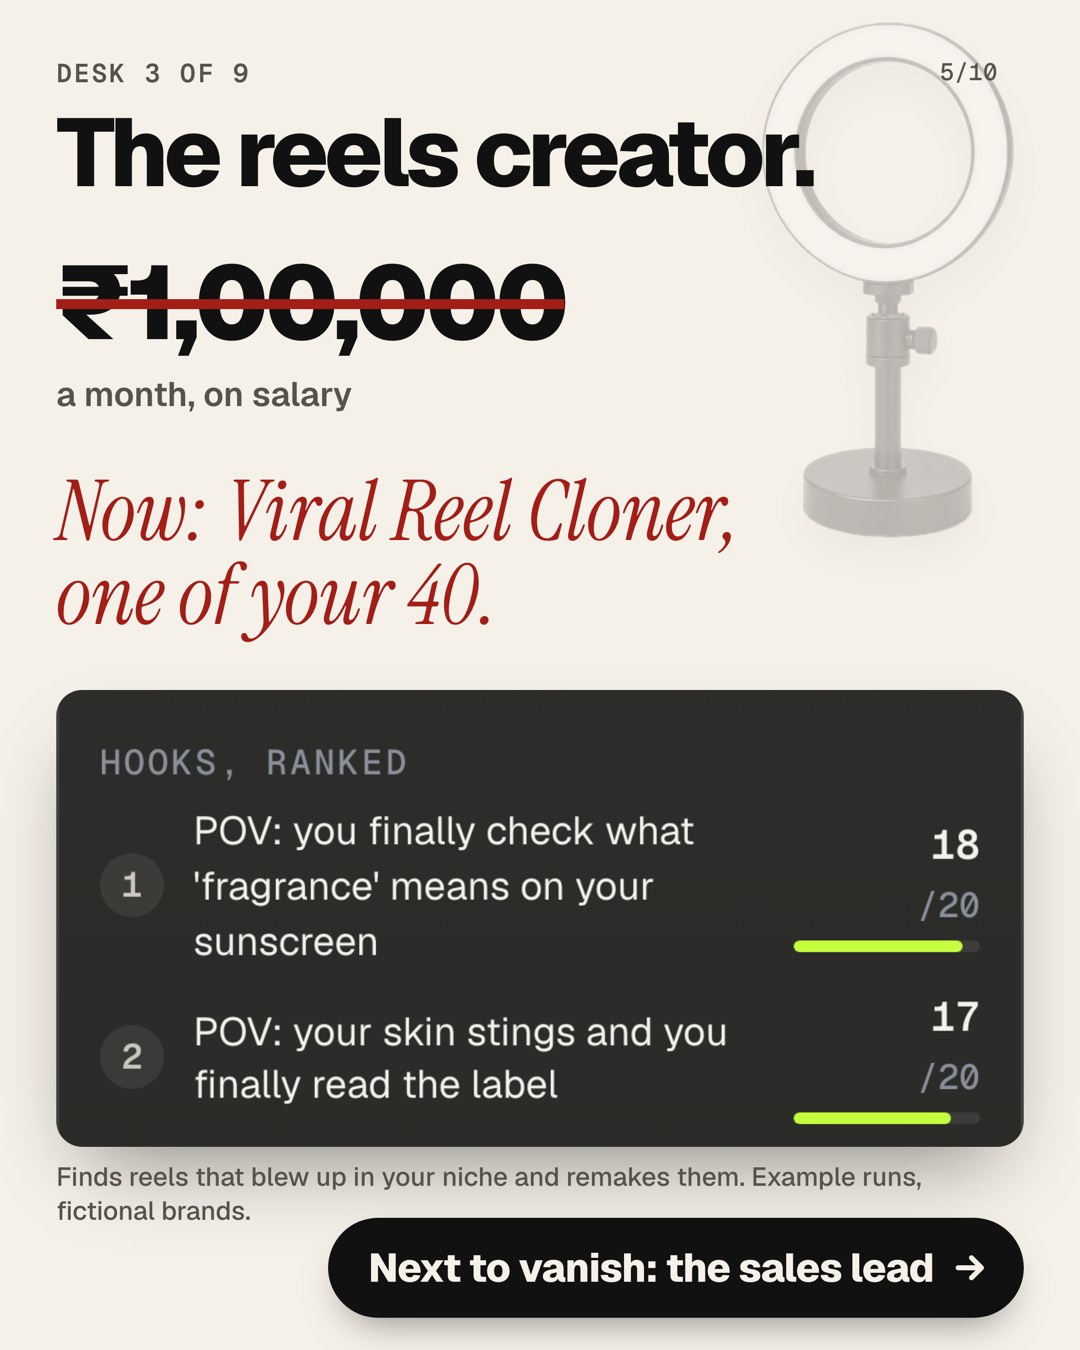 DESK 3 OF 9
5/10
The reels creator.
₹1,00,000
a month, on salary
Now: Viral Reel Cloner,
one of your 40.
HOOKS, RANKED
1
POV: you finally check what
'fragrance' means on your
sunscreen
18
/20
2
POV: your skin stings and you
finally read the label
17
/20
Finds reels that blew up in your niche and remakes them. Example runs,
fictional brands.
Next to vanish: the sales lead →